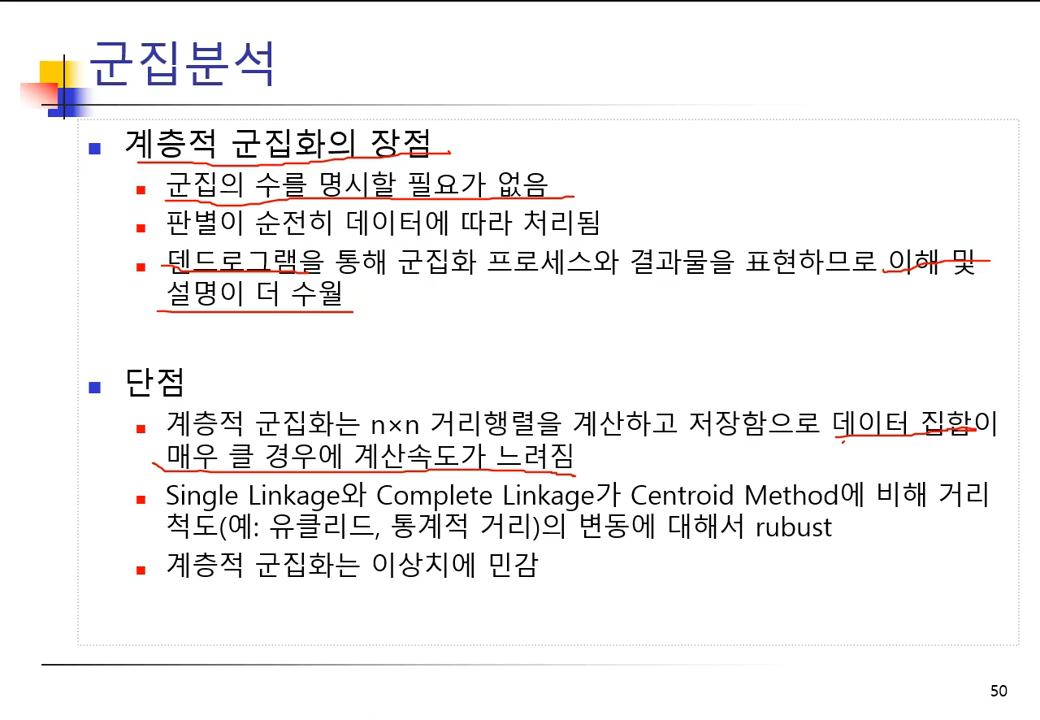 군집분석
계층적 군집화의 장점
군집의 수를 명시할 필요가 없음
판별이 순전히 데이터에 따라 처리됨
덴드로그램을 통해 군집화 프로세스와 결과물을 표현하므로 이해 및
설명이 더 수월
단점
계층적 군집화는 n×n 거리행렬을 계산하고 저장함으로 데이터 집합이
매우 클 경우에 계산속도가 느려짐
Single Linkage와 Complete Linkage가 Centroid Method에 비해 거리
척도(예: 유클리드, 통계적 거리)의 변동에 대해서 rubust
계층적 군집화는 이상치에 민감
50